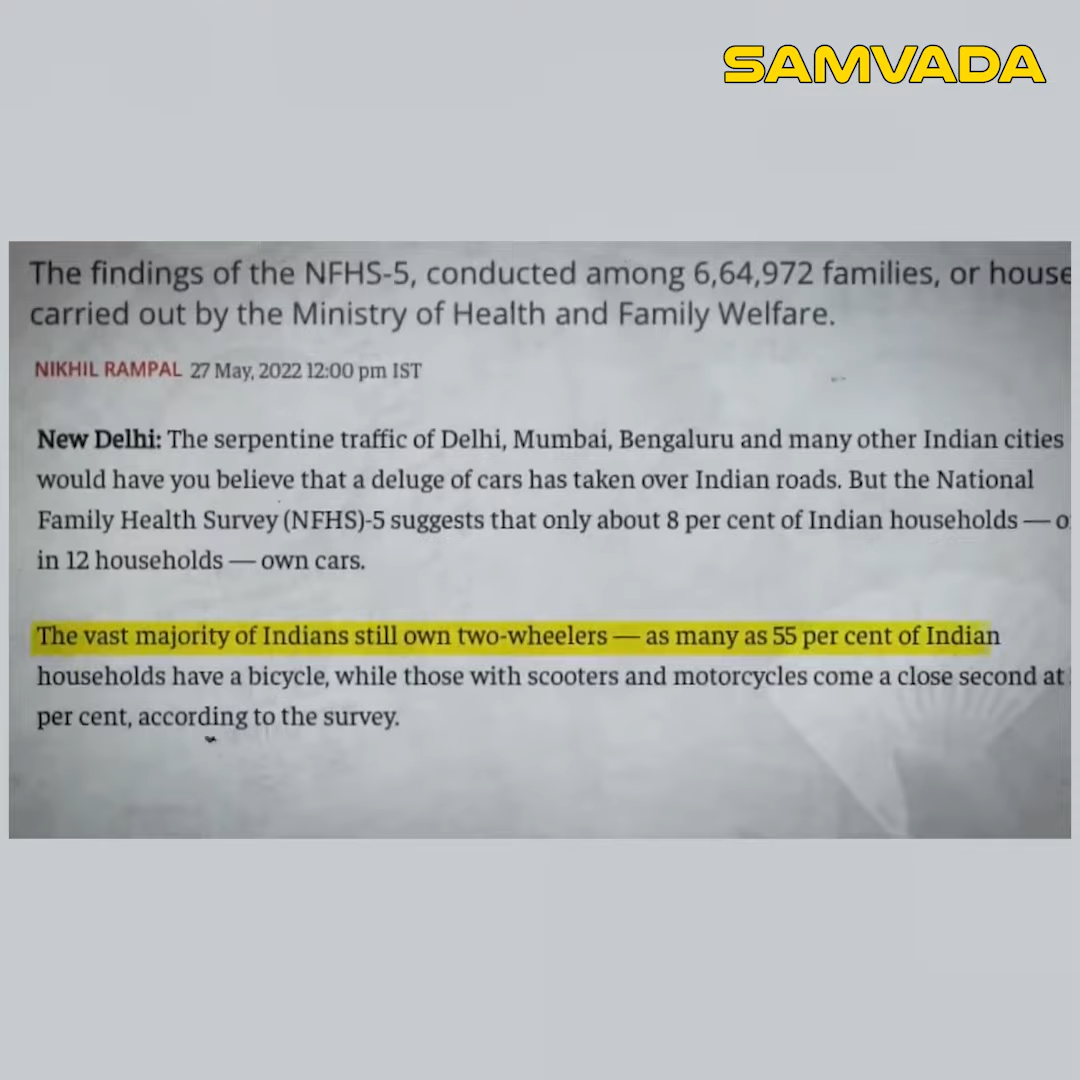 SAMVADA
The findings of the NFHS-5, conducted among 6,64,972 families, or
carried out by the Ministry of Health and Family Welfare.
NIKHIL RAMPAL 27 May, 2022 12:00 pm IST
New Delhi: The serpentine traffic of Delhi, Mumbai, Bengaluru and many other Indian cities
would have you believe that a deluge of cars has taken over Indian roads. But the National
Family Health Survey (NFHS)-5 suggests that only about 8 per cent of Indian households —
in 12 households — own cars.
The vast majority of Indians still own two-wheelers — as many as 55 per cent of Indian
households have a bicycle, while those with scooters and motorcycles come a close second at
per cent, according to the survey.